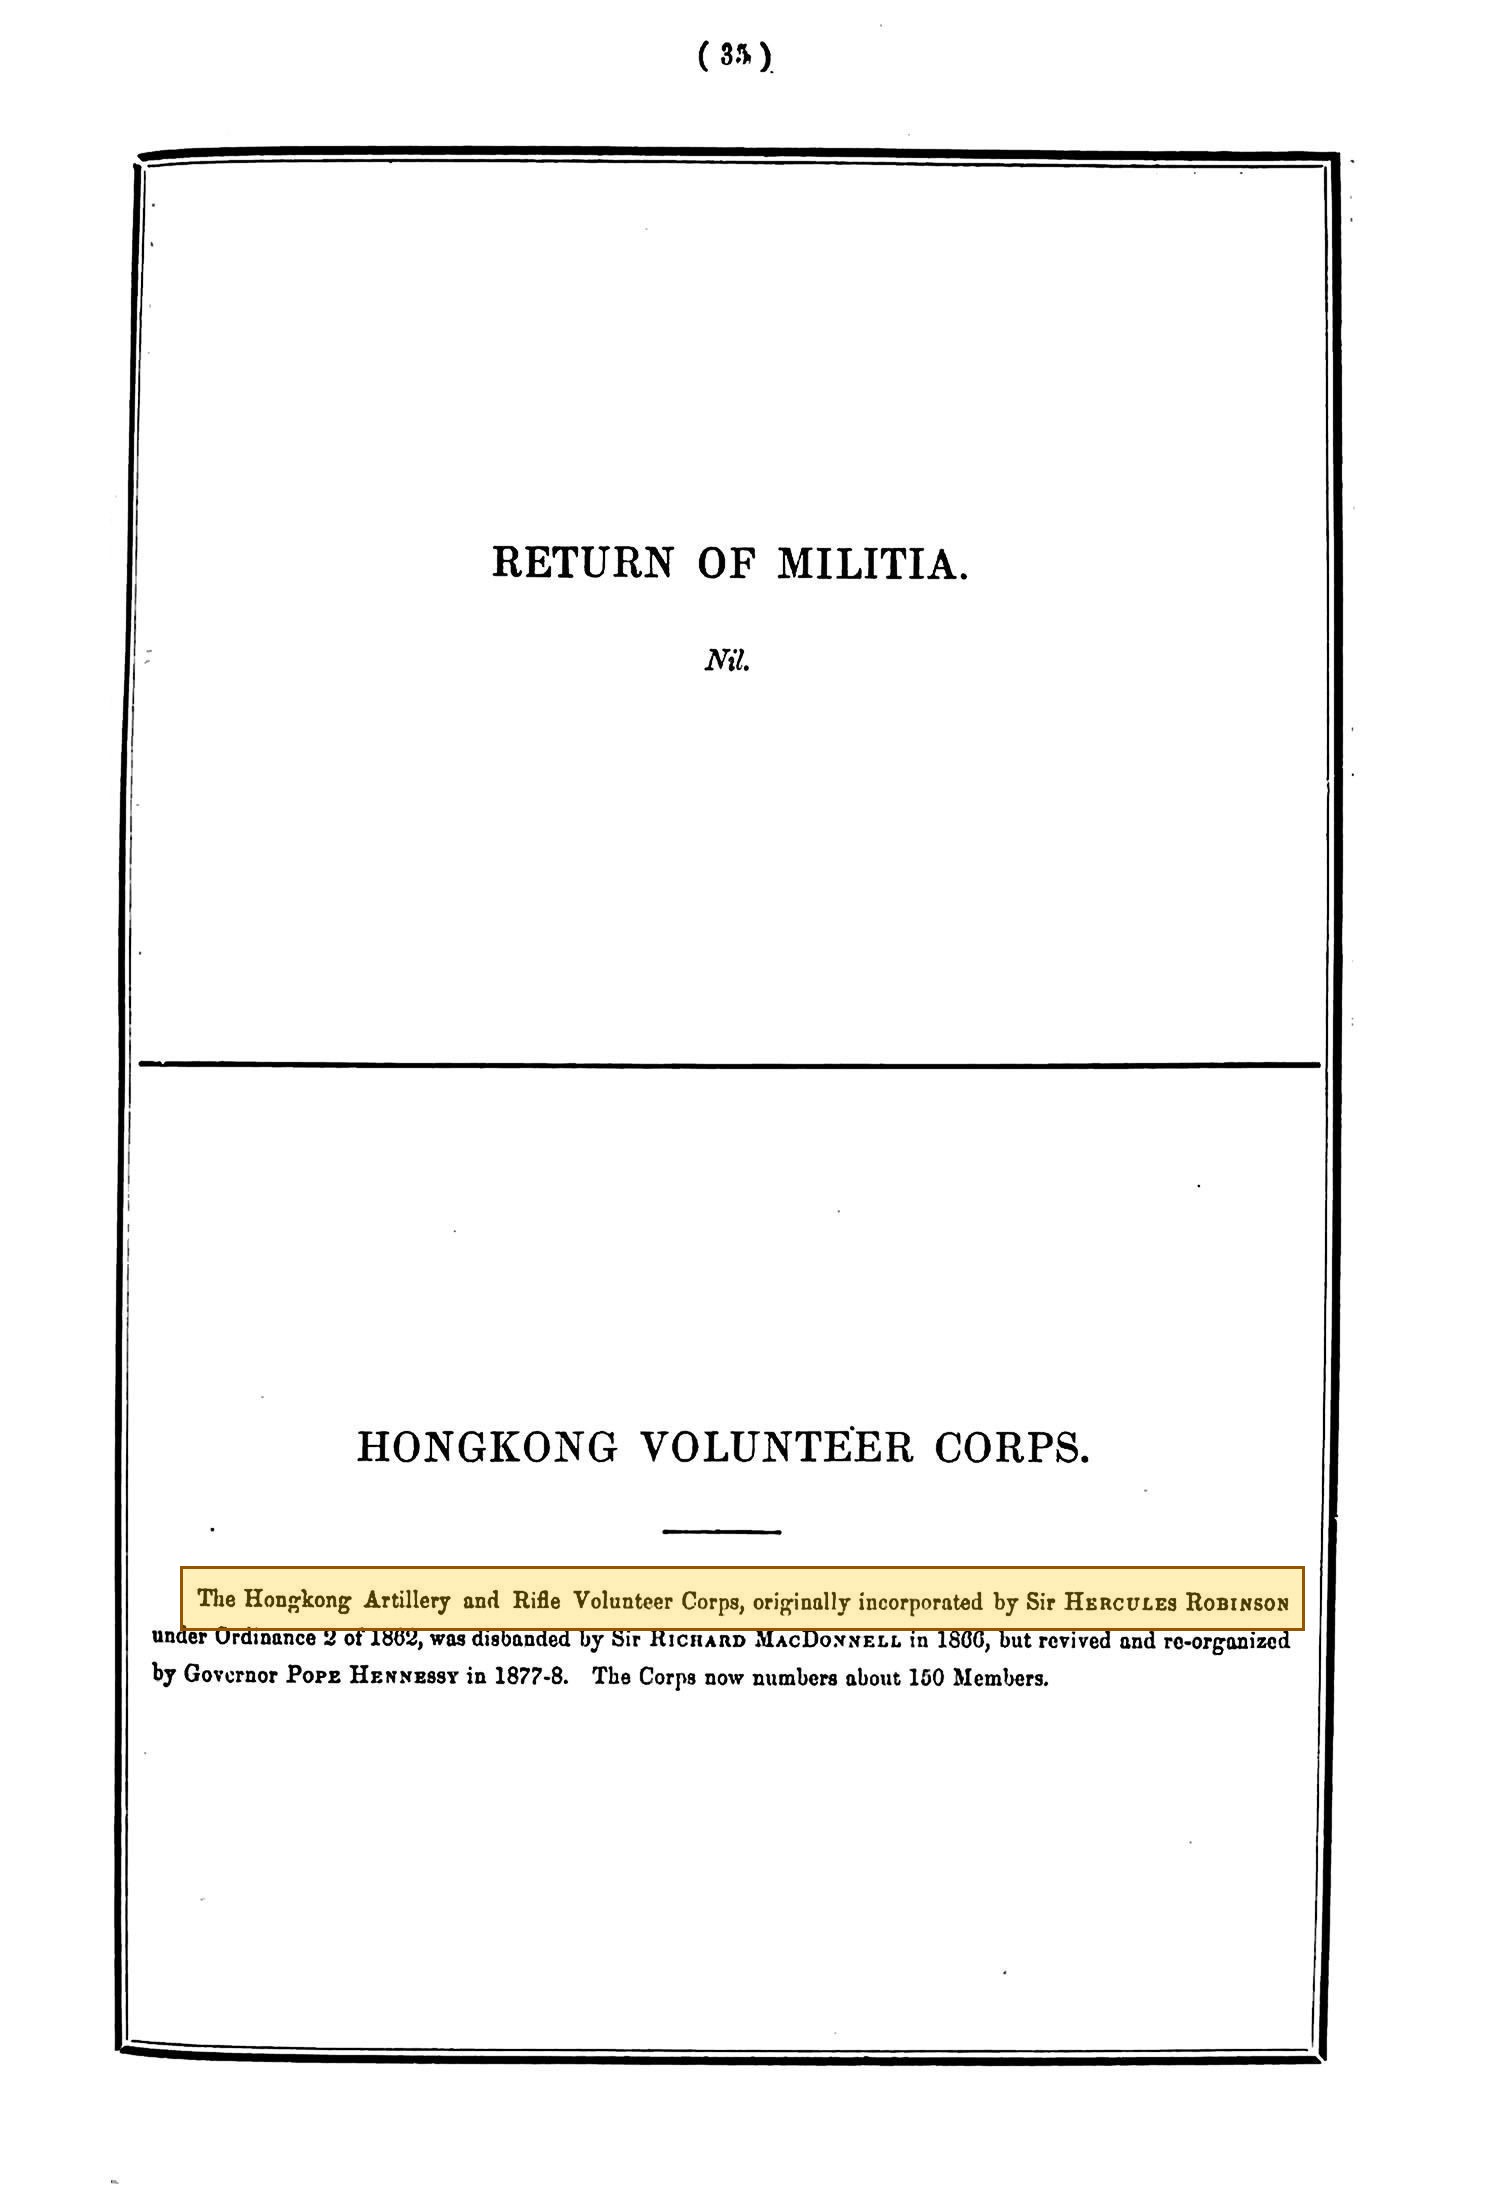 ( 35 )
RETURN OF MILITIA.
Nil.
HONGKONG VOLUNTEER CORPS.
The Hongkong Artillery and Rifle Volunteer Corps, originally incorporated by Sir HERCULES ROBINSON
under Ordinance 2 of 1862, was disbanded by Sir RICHARD MACDONNELL in 1866, but revived and re-organized
by Governor POPE HENNESSY in 1877-8. The Corps now numbers about 150 Members.